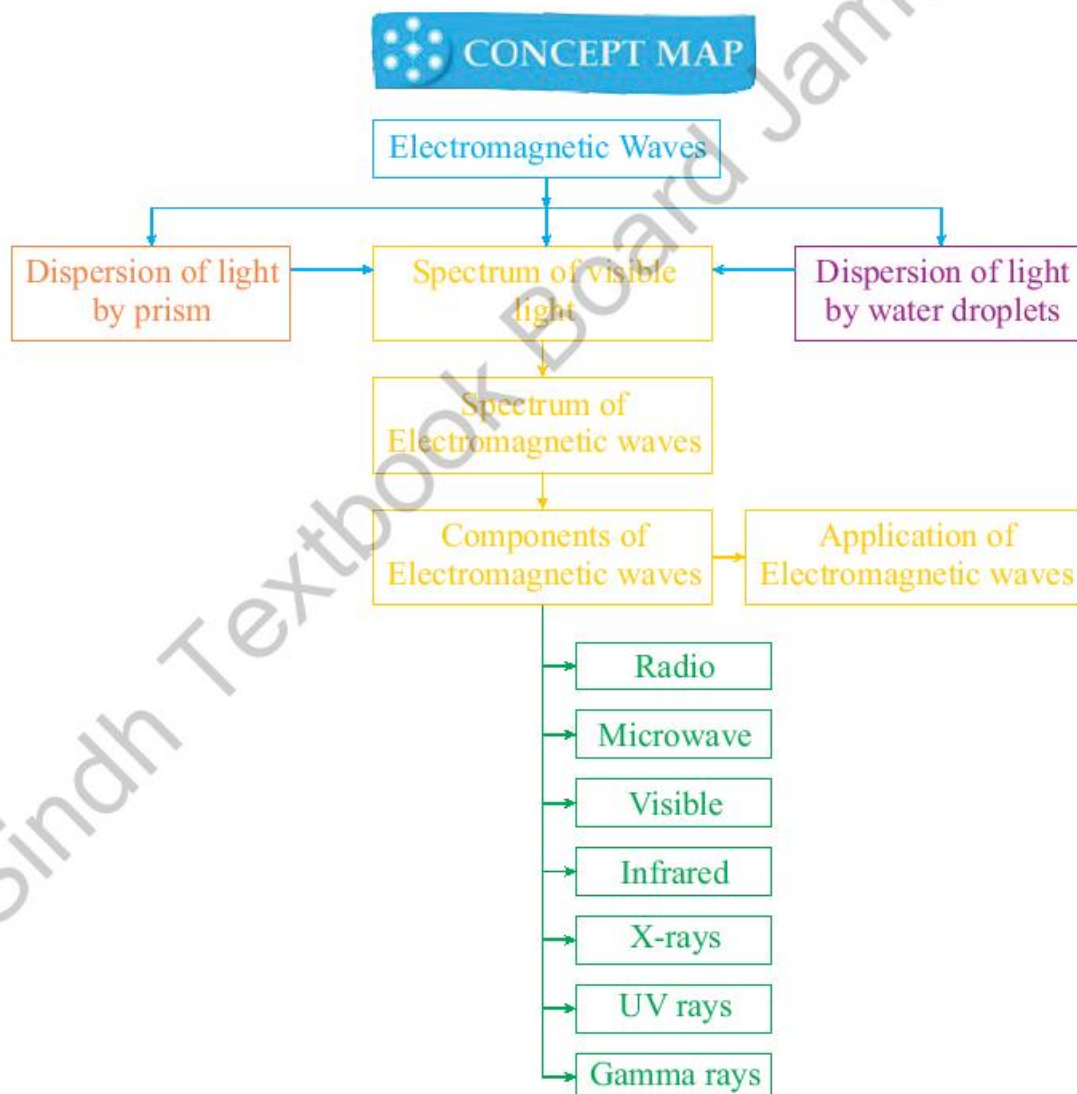 CONCEPT MAP
Electromagnetic Waves
Dispersion of light
by prism
Spectrum of visible
light
Dispersion of light
by water droplets
Spectrum of
Electromagnetic waves
Components of
Electromagnetic waves
Application of
Electromagnetic waves
Radio
Microwave
Visible
Infrared
X-rays
UV rays
Gamma rays
Sindh Textbook Board Jam